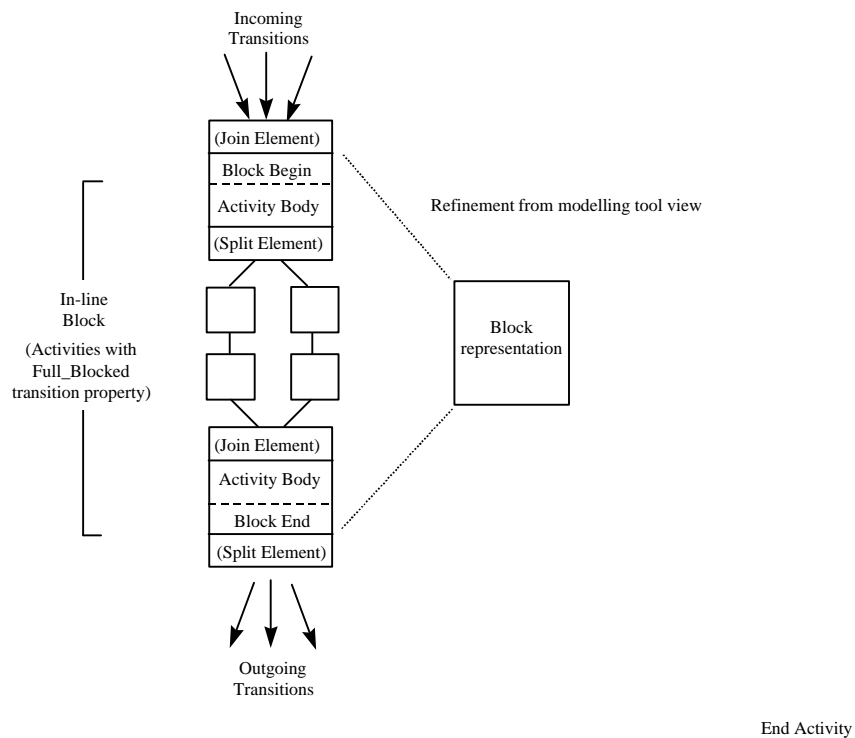 Incoming
Transitions
(Join Element)
Block Begin
Activity Body
(Split Element)
Refinement from modelling tool view
In-line
Block
(Activities with
Full_Blocked
transition property)
Block
representation
(Join Element)
Activity Body
Block End
(Split Element)
Outgoing
Transitions
End Activity